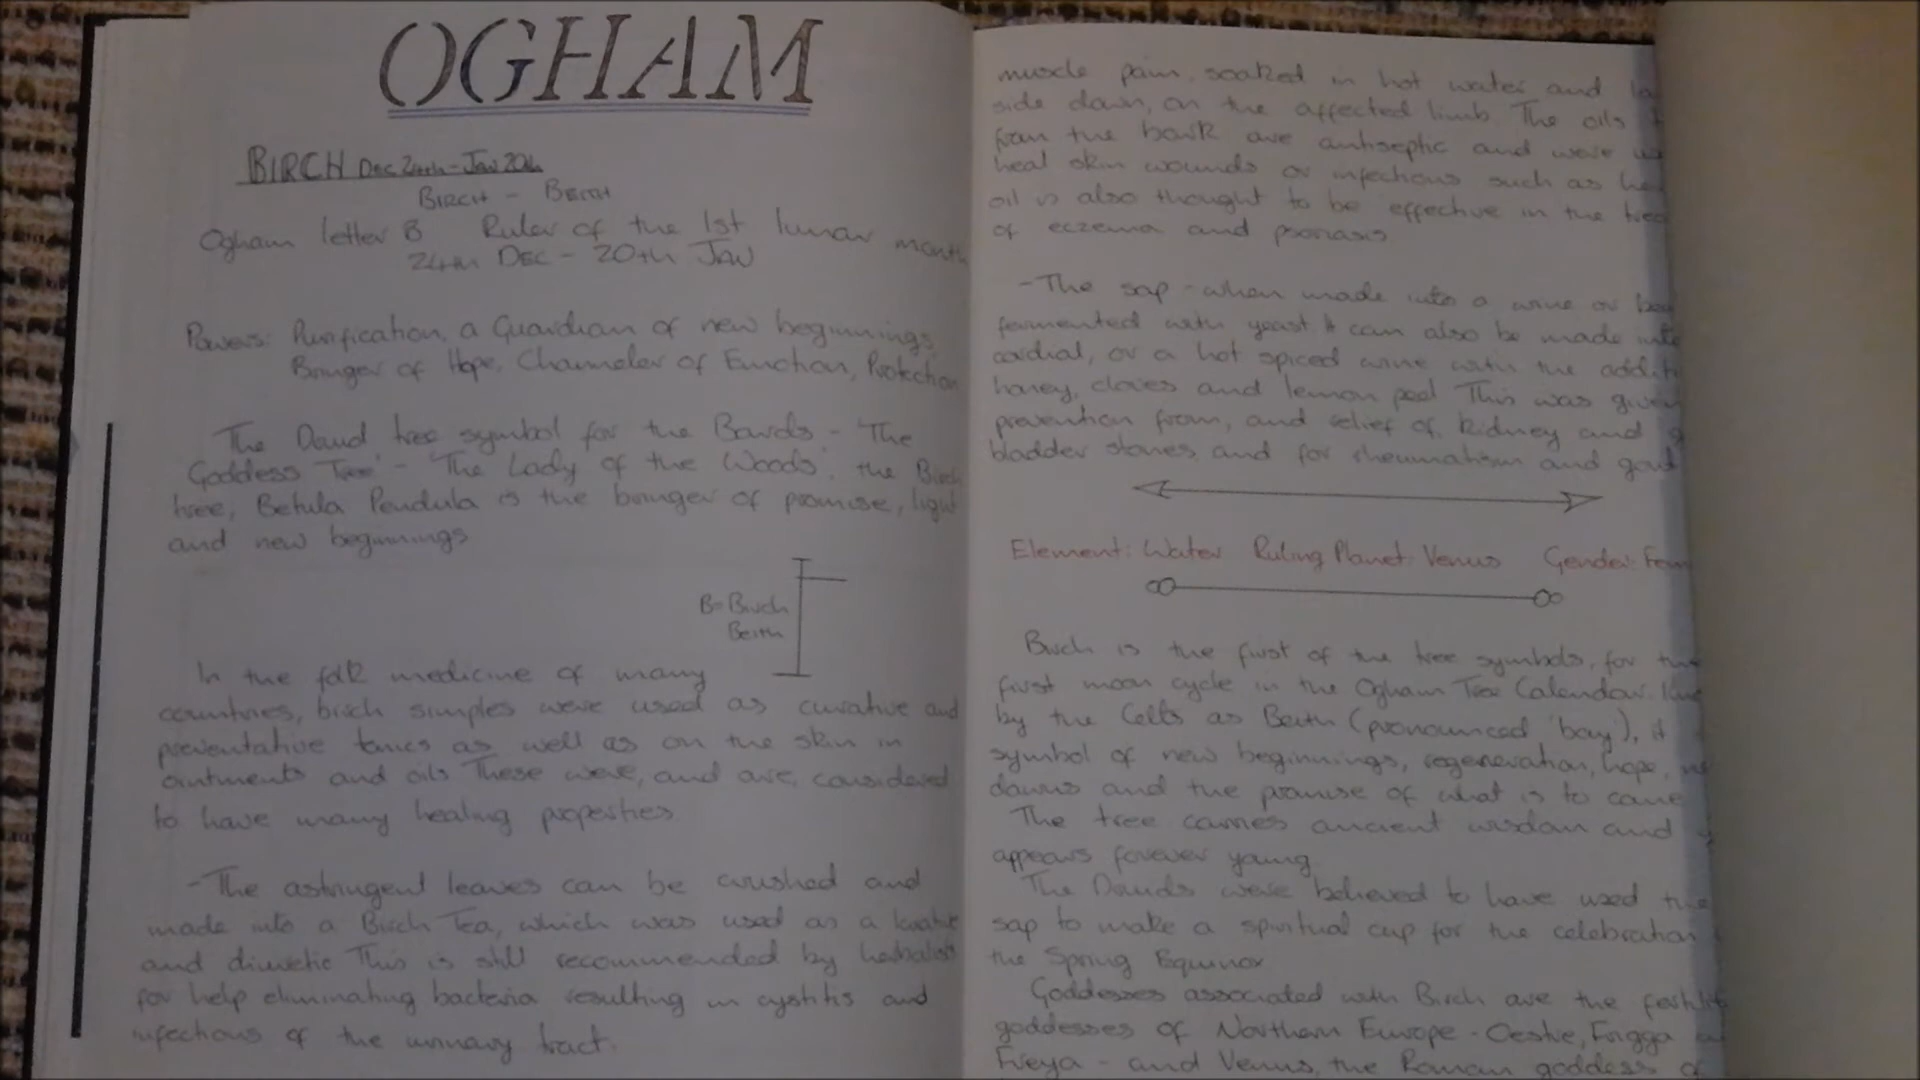 OGHAM
BIRCH DEC 24th - JAN 20th
BIRCH - BEITH
Ogham letter B Ruler of the 1st lunar month
24th DEC - 20th JAN
Powers: Purification, a Guardian of new beginnings,
Bringer of Hope, Channeler of Emotion, Protection
The Druid tree symbol for the Bards - 'The
Goddess Tree' - 'The Lady of the Woods', the Birch
tree, Betula Pendula is the bringer of promise, light
and new beginnings
B= Birch
Beith
In the folk medicine of many
countries, birch simples were used as curative and
preventative tonics as well as on the skin in
ointments and oils These were, and are, considered
to have many healing properties
- The astringent leaves can be crushed and
made into a Birch Tea, which was used as a laxative
and diuretic This is still recommended by herbalists
for help eliminating bacteria resulting in cystitis and
infections of the urinary tract.
muscle pain, soaked in hot water and
side down, on the affected limb. The oils
from the bark are antiseptic and were
heal skin wounds or infections such as
oil is also thought to be effective in the
of eczema and psoriasis
- The sap - when made into a wine or
fermented with yeast. It can also be made into
cordial, or a hot spiced wine with the
honey, cloves and lemon peel This was given
prevention from, and relief of, kidney and
bladder stones, and for rheumatism and gout
Element: Water Ruling Planet: Venus Gender: Fem
Birch is the first of the tree symbols, for the
first moon cycle in the Ogham Tree Calendar.
by the Celts as Beith (pronounced 'bay'), it
symbol of new beginnings, regeneration, hope,
dawns and the promise of what is to come
The tree carries ancient wisdom and
appears forever young
The Druids were believed to have used the
sap to make a spiritual cup for the celebration
the Spring Equinox
Goddesses associated with Birch are the fertility
goddesses of Northern Europe - Oestre, Frigga
Freya - and Venus, the Roman goddess of